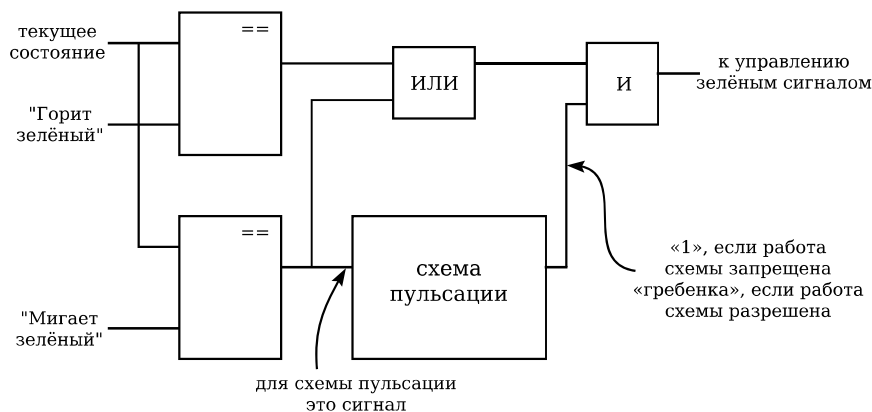 текущее
состояние
==
"Горит
зелёный"
ИЛИ
И
к управлению
зелёным сигналом
==
"Мигает
зелёный"
схема
пульсации
«1», если работа
схемы запрещена
«гребенка», если работа
схемы разрешена
для схемы пульсации
это сигнал